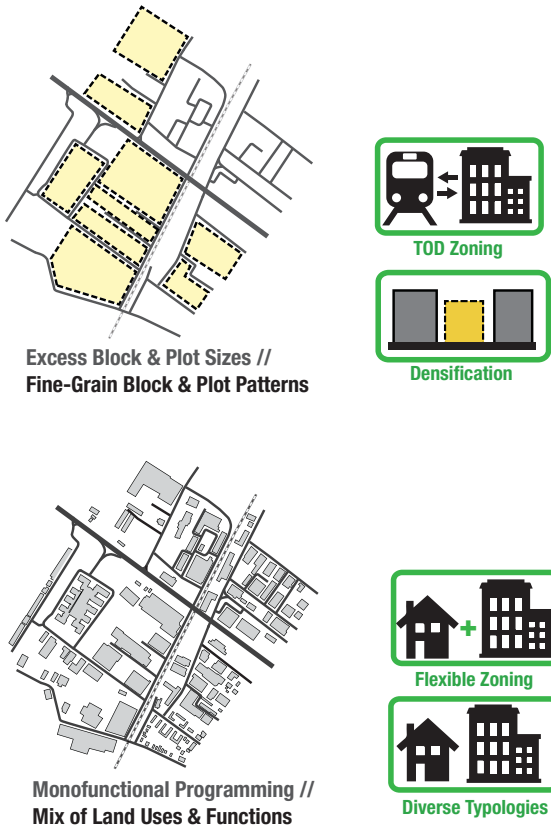 TOD Zoning
Densification
Excess Block & Plot Sizes //
Fine-Grain Block & Plot Patterns
Flexible Zoning
Monofunctional Programming //
Mix of Land Uses & Functions
Diverse Typologies